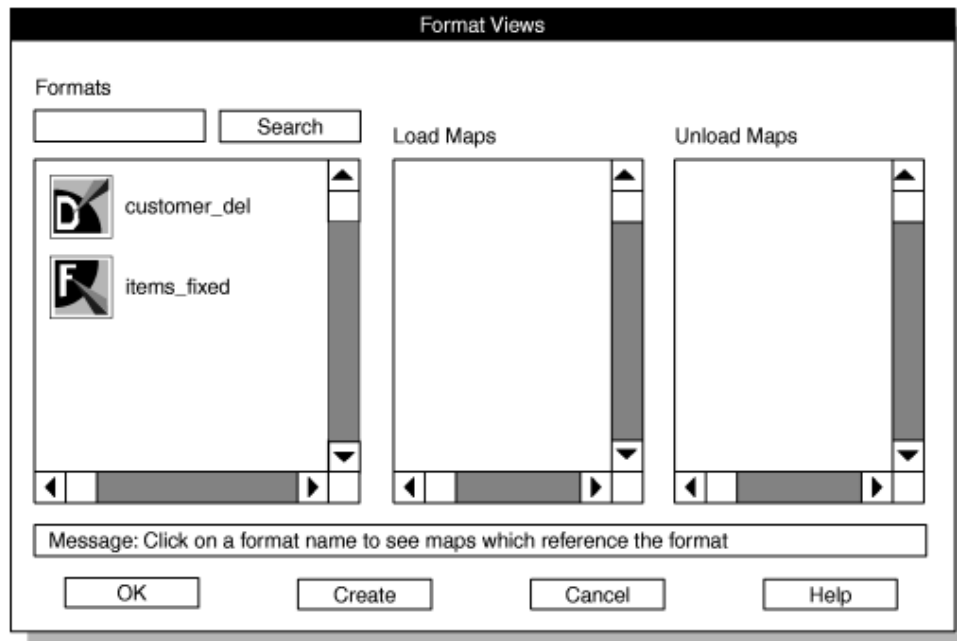 Format Views
Formats
Search
Load Maps
Unload Maps
D customer_del
F items_fixed
Message: Click on a format name to see maps which reference the format
OK Create Cancel Help